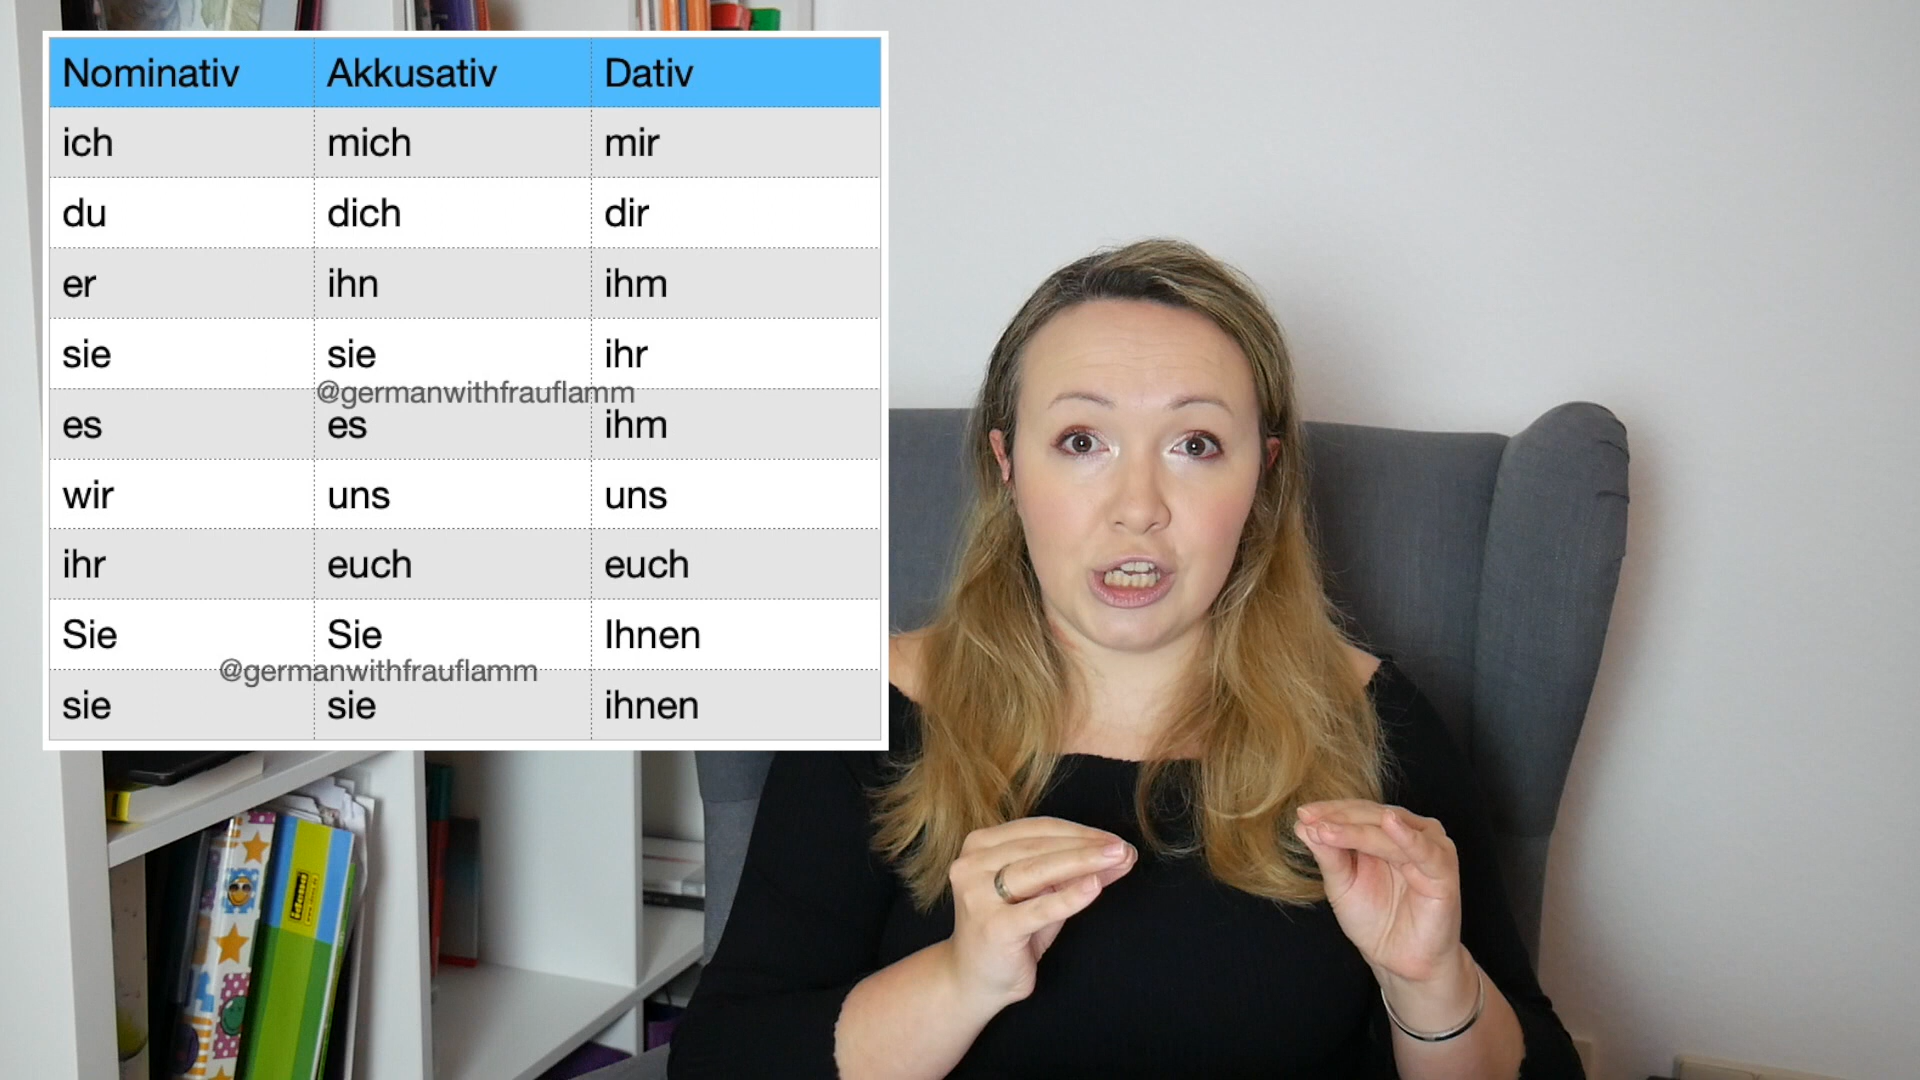 Nominativ Akkusativ Dativ
ich mich mir
du dich dir
er ihn ihm
sie sie ihr
@germanwithfrauflamm
es es ihm
wir uns uns
ihr euch euch
Sie Sie Ihnen
@germanwithfrauflamm
sie sie ihnen
idena